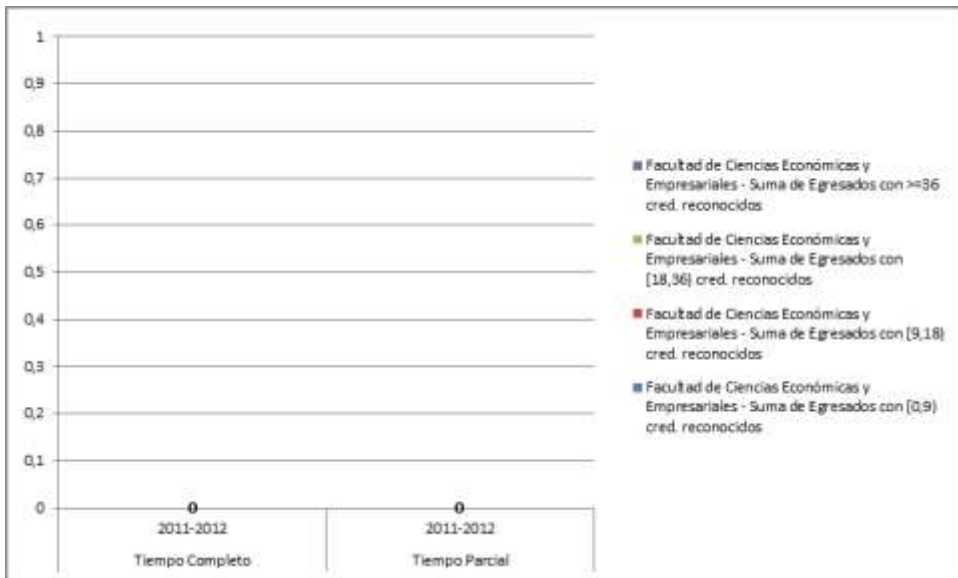 1
0,9
0,8
0,7
0,6
0,5
0,4
0,3
0,2
0,1
0
0 0
2011-2012 2011-2012
Tiempo Completo Tiempo Parcial
Facultad de Ciencias Económicas y
Empresariales - Suma de Egresados con >=36
cred. reconocidos
Facultad de Ciencias Económicas y
Empresariales - Suma de Egresados con
[18,36) cred. reconocidos
Facultad de Ciencias Económicas y
Empresariales - Suma de Egresados con [9,18)
cred. reconocidos
Facultad de Ciencias Económicas y
Empresariales - Suma de Egresados con [0,9)
cred. reconocidos